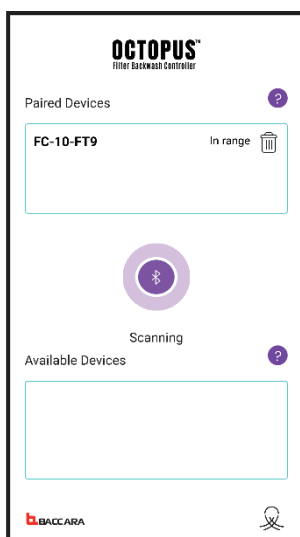 OCTOPUS™
Filter Backwash Controller
Paired Devices
?
FC-10-FT9 In range
Scanning
Available Devices
?
BACCARA